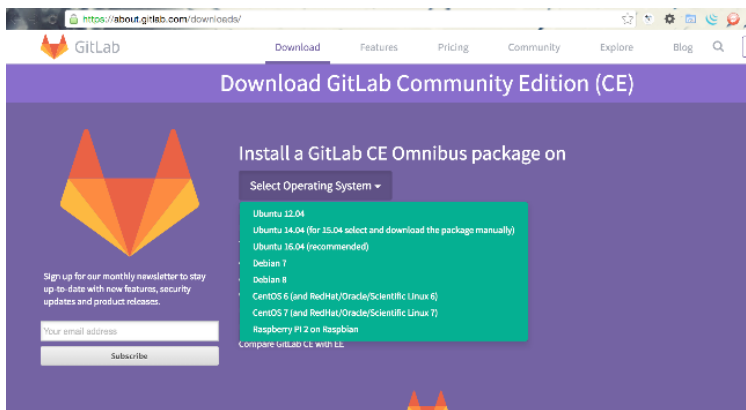 https://about.gitlab.com/downloads/
GitLab
Download Features Pricing Community Explore Blog
Download GitLab Community Edition (CE)
Install a GitLab CE Omnibus package on
Select Operating System
Ubuntu 12.04
Ubuntu 14.04 (for 15.04 select and download the package manually)
Ubuntu 16.04 (recommended)
Debian 7
Debian 8
CentOS 6 (and RedHat/Oracle/Scientific Linux 6)
CentOS 7 (and RedHat/Oracle/Scientific Linux 7)
Raspberry PI 2 on Raspbian
Compare GitLab CE with EE
Sign up for our monthly newsletter to stay
up-to-date with new features, security
updates and product releases.
Your email address
Subscribe